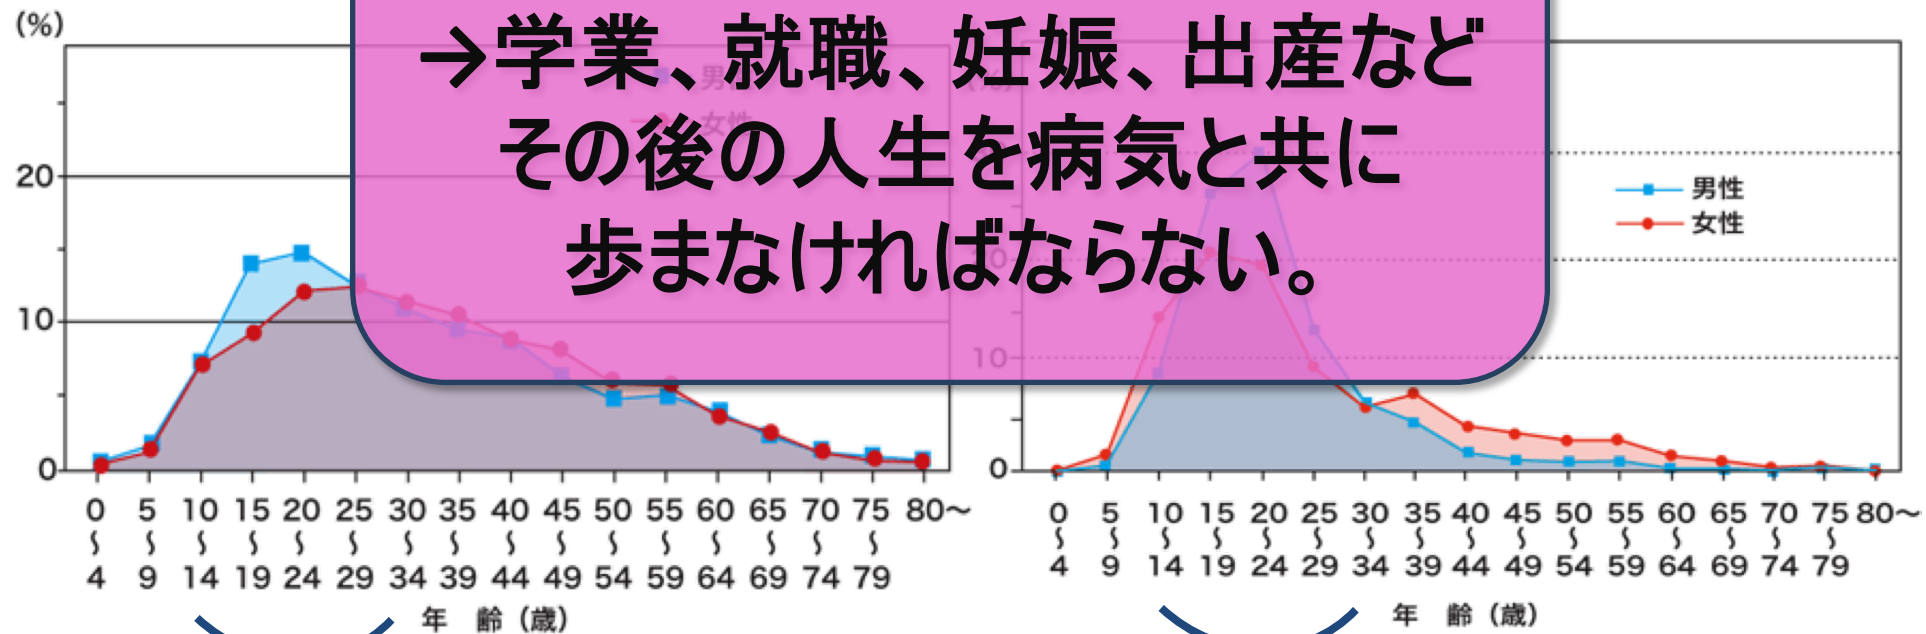 →学業、就職、妊娠、出産など
その後の人生を病気と共に
歩まなければならない。
(%)
20
10
0
男性
女性
0 5 10 15 20 25 30 35 40 45 50 55 60 65 70 75 80～
～ ～ ～ ～ ～ ～ ～ ～ ～ ～ ～ ～ ～ ～ ～ ～
4 9 14 19 24 29 34 39 44 49 54 59 64 69 74 79
年 齢（歳）
(%)
20
10
0
男性
女性
0 5 10 15 20 25 30 35 40 45 50 55 60 65 70 75 80～
～ ～ ～ ～ ～ ～ ～ ～ ～ ～ ～ ～ ～ ～ ～ ～
4 9 14 19 24 29 34 39 44 49 54 59 64 69 74 79
年 齢（歳）